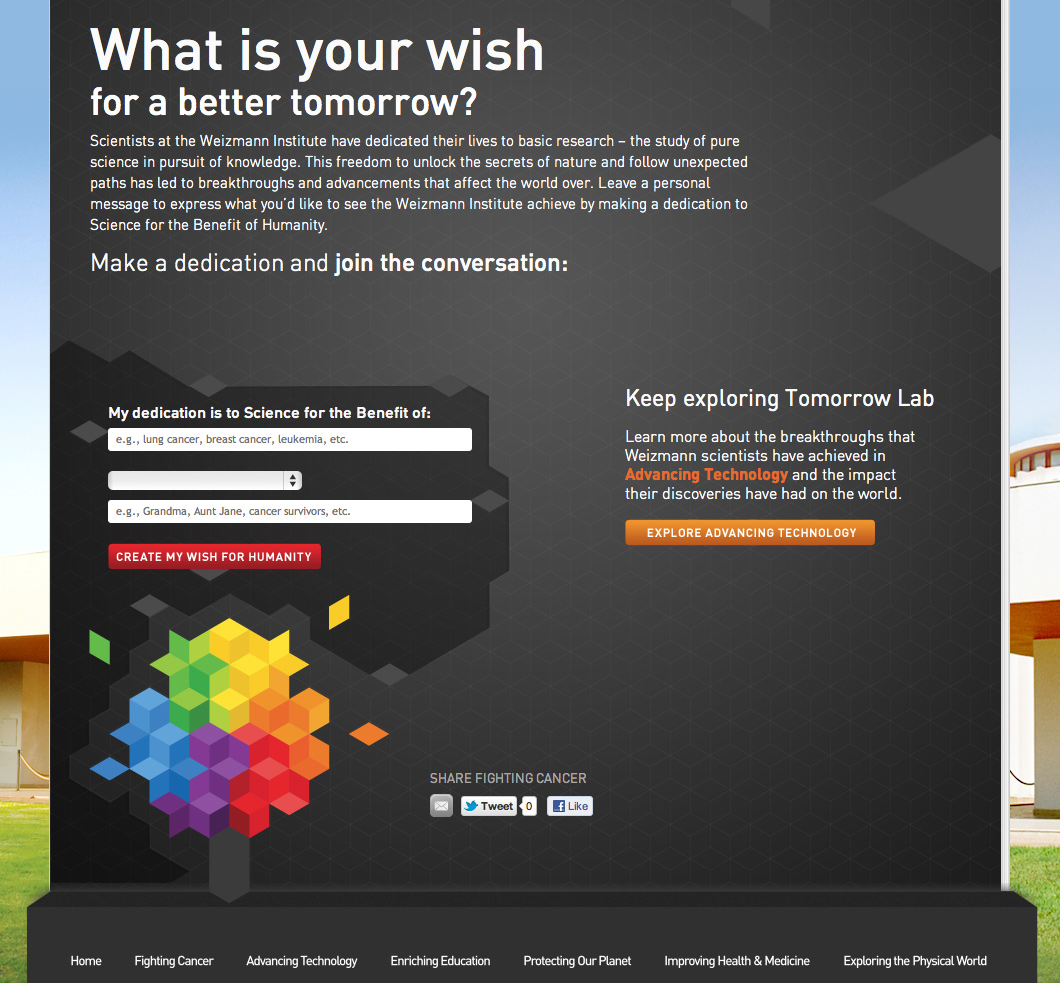 What is your wish
for a better tomorrow?
Scientists at the Weizmann Institute have dedicated their lives to basic research – the study of pure
science in pursuit of knowledge. This freedom to unlock the secrets of nature and follow unexpected
paths has led to breakthroughs and advancements that affect the world over. Leave a personal
message to express what you'd like to see the Weizmann Institute achieve by making a dedication to
Science for the Benefit of Humanity.
Make a dedication and join the conversation:
My dedication is to Science for the Benefit of:
e.g., lung cancer, breast cancer, leukemia, etc.
e.g., Grandma, Aunt Jane, cancer survivors, etc.
CREATE MY WISH FOR HUMANITY
Keep exploring Tomorrow Lab
Learn more about the breakthroughs that
Weizmann scientists have achieved in
Advancing Technology and the impact
their discoveries have had on the world.
EXPLORE ADVANCING TECHNOLOGY
SHARE FIGHTING CANCER
Tweet 0 Like
Home Fighting Cancer Advancing Technology Enriching Education Protecting Our Planet Improving Health & Medicine Exploring the Physical World